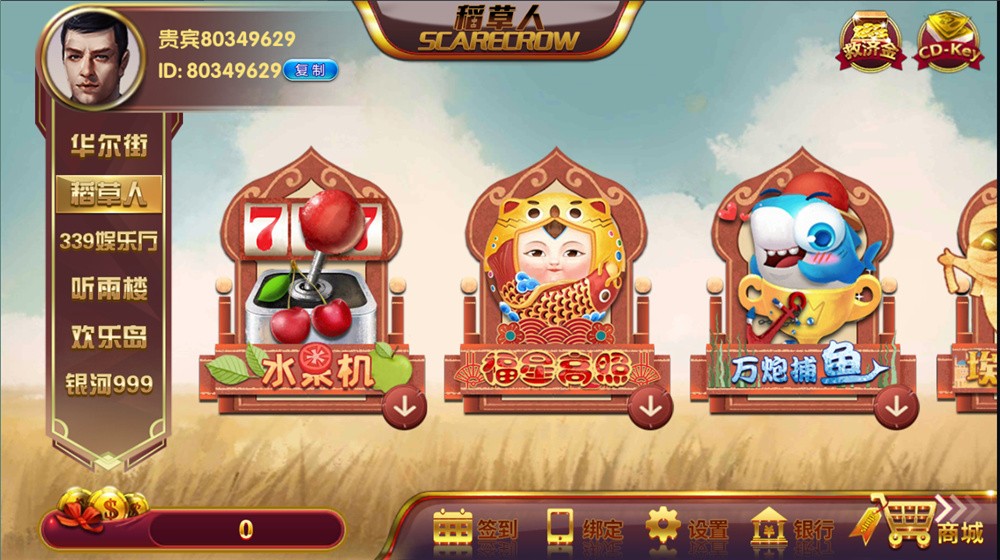 稻草人
SCARECROW
贵宾80349629
ID: 80349629
复制
救济金
CD-Key
华尔街
稻草人
339娱乐厅
听雨楼
欢乐岛
银河999
7 7
水果机
福星高照
万炮捕鱼
埃
0
签到
绑定
设置
银行
商城